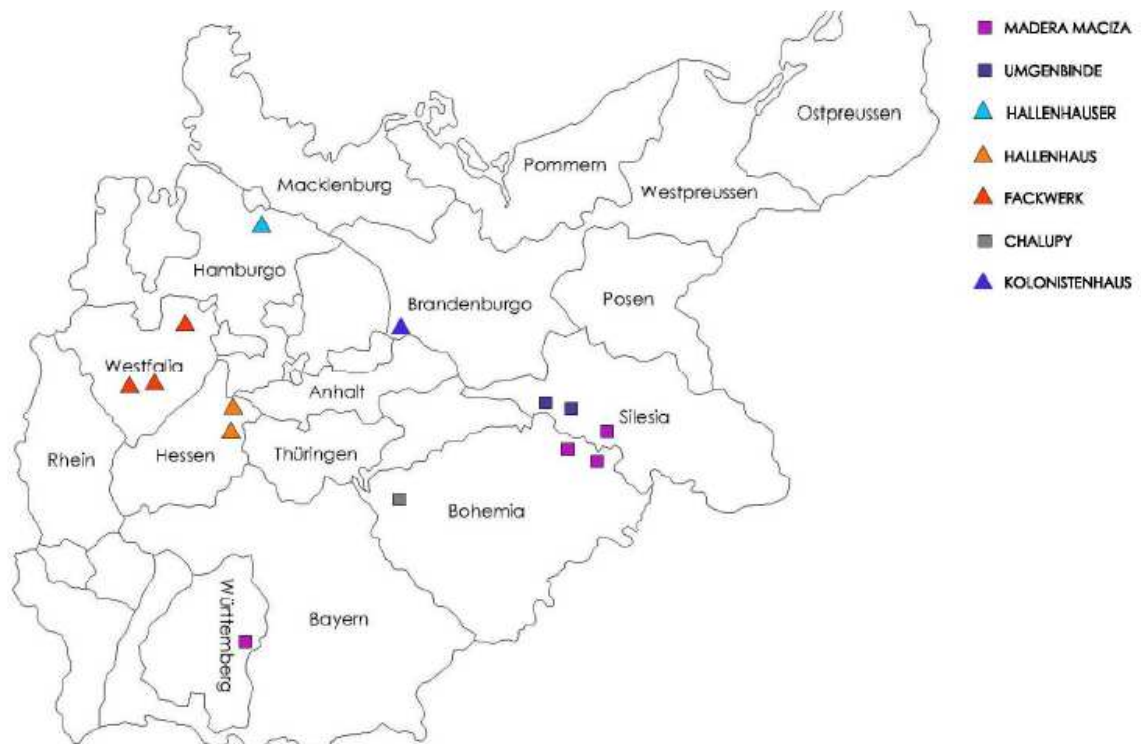 MADERA MACIZA
UMGENBINDE
HALLENHAUSER
HALLENHAUS
FACKWERK
CHALUPY
KOLONISTENHAUS
Ostpreussen
Pommern
Westpreussen
Macklenburg
Hamburgo
Brandenburgo
Posen
Westfalia
Anhalt
Silesia
Rhein
Hessen
Thüringen
Bohemia
Württemberg
Bayern